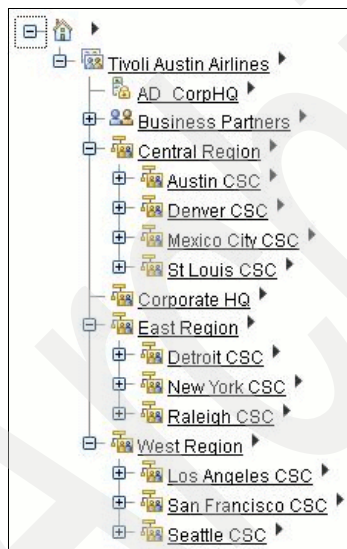 Tivoli Austin Airlines
AD_CorpHQ
Business Partners
Central Region
Austin CSC
Denver CSC
Mexico City CSC
St Louis CSC
Corporate HQ
East Region
Detroit CSC
New York CSC
Raleigh CSC
West Region
Los Angeles CSC
San Francisco CSC
Seattle CSC